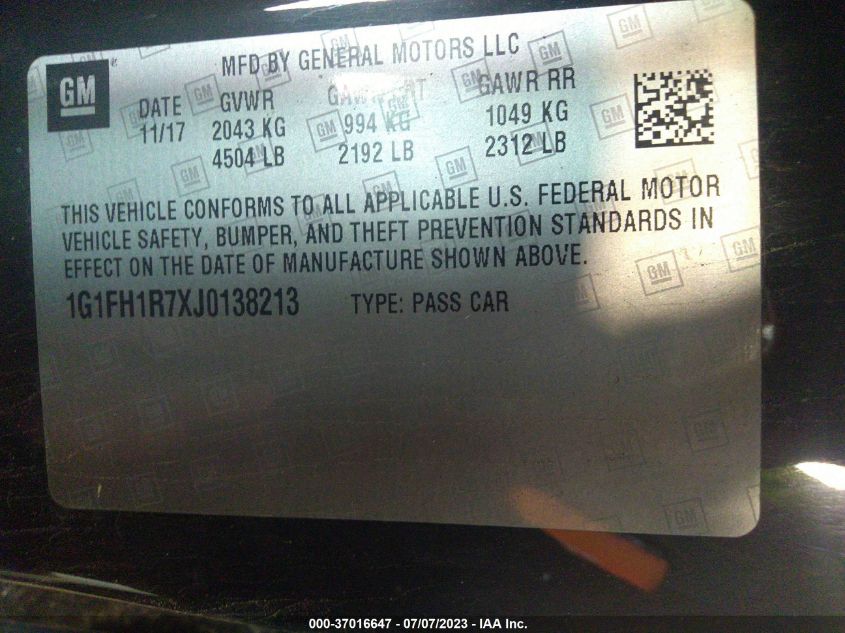 GM
MFD BY GENERAL MOTORS LLC
DATE GVWR GAWR FRT GAWR RR
11/17 2043 KG 994 KG 1049 KG
4504 LB 2192 LB 2312 LB
THIS VEHICLE CONFORMS TO ALL APPLICABLE U.S. FEDERAL MOTOR
VEHICLE SAFETY, BUMPER, AND THEFT PREVENTION STANDARDS IN
EFFECT ON THE DATE OF MANUFACTURE SHOWN ABOVE.
1G1FH1R7XJ0138213 TYPE: PASS CAR
000-37016647 - 07/07/2023 - IAA Inc.